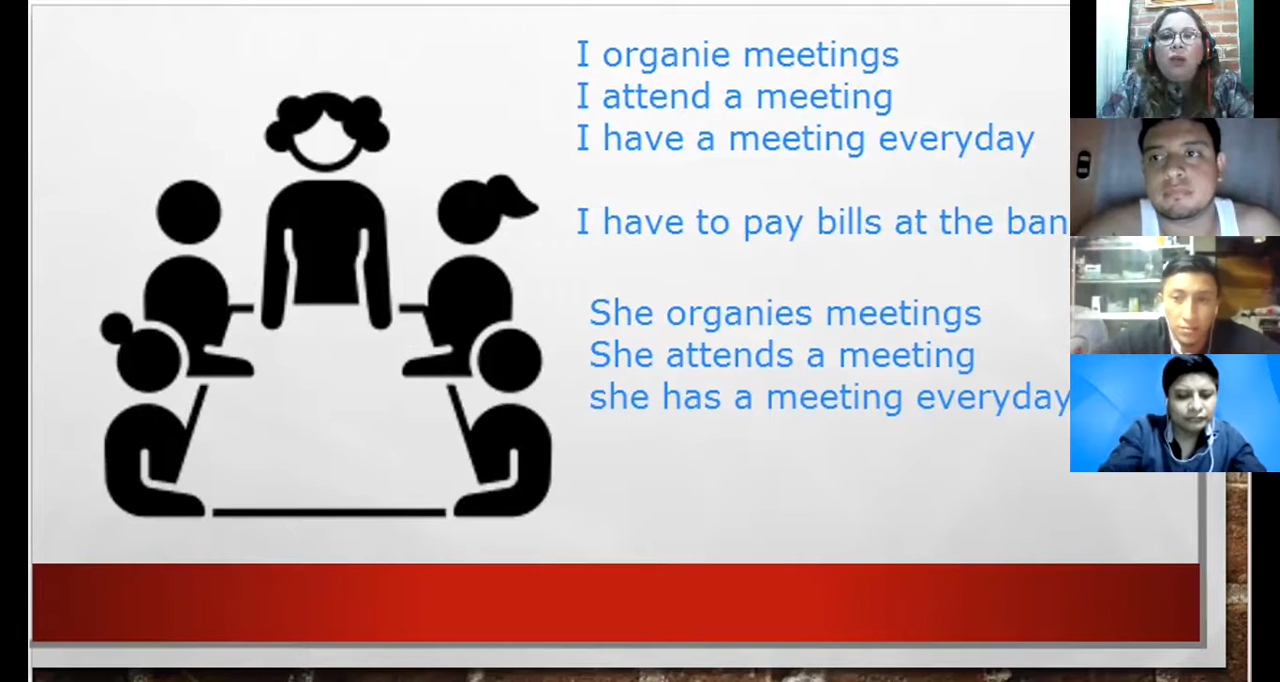 I organie meetings
I attend a meeting
I have a meeting everyday
I have to pay bills at the ban
She organies meetings
She attends a meeting
she has a meeting everyday